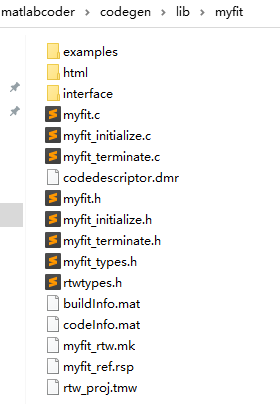 matlabcoder > codegen > lib > myfit
examples
html
interface
myfit.c
myfit_initialize.c
myfit_terminate.c
codedescriptor.dmr
myfit.h
myfit_initialize.h
myfit_terminate.h
myfit_types.h
rtwtypes.h
buildInfo.mat
codeInfo.mat
myfit_rtw.mk
myfit_ref.rsp
rtw_proj.tmw